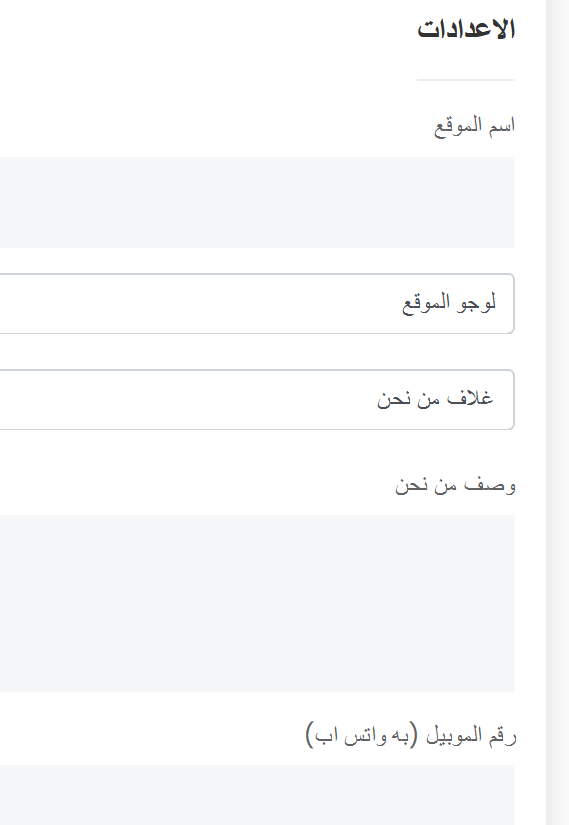 الاعدادات
اسم الموقع
لوجو الموقع
غلاف من نحن
وصف من نحن
رقم الموبيل (به واتس اب)